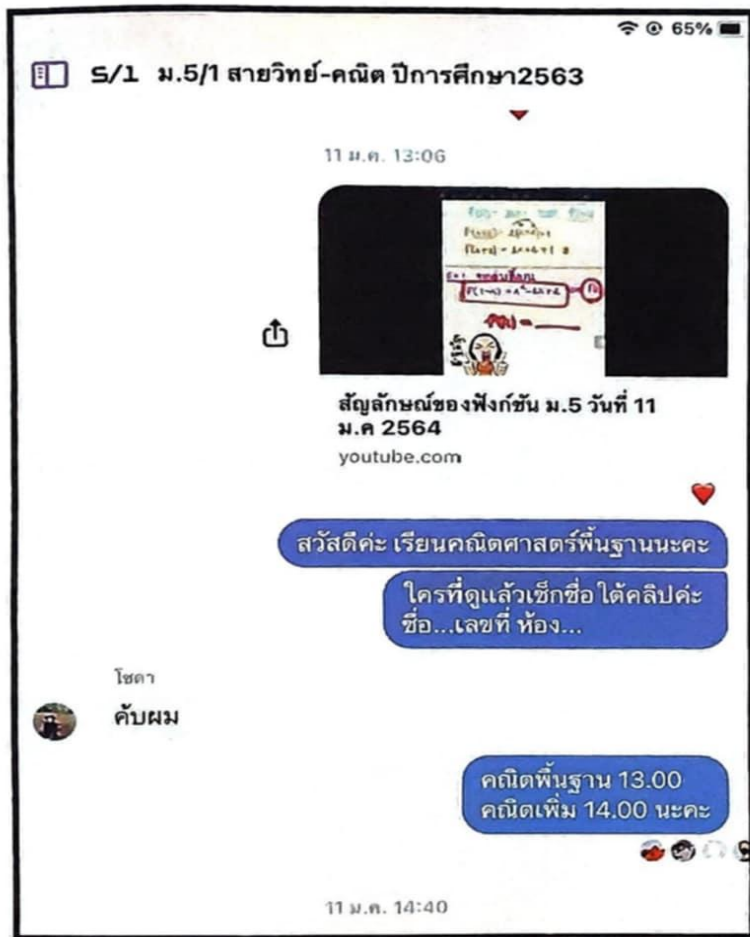 65%
5/1 ม.5/1 สายวิทย์-คณิต ปีการศึกษา2563
11 ม.ค. 13:06
สัญลักษณ์ของฟังก์ชัน ม.5 วันที่ 11
ม.ค 2564
youtube.com
สวัสดีค่ะ เรียนคณิตศาสตร์พื้นฐานนะคะ
ใครที่ดูแล้วเช็กชื่อใต้คลิปค่ะ
ชื่อ...เลขที่ ห้อง...
โชดา
คับผม
คณิตพื้นฐาน 13.00
คณิตเพิ่ม 14.00 นะคะ
11 ม.ค. 14:40